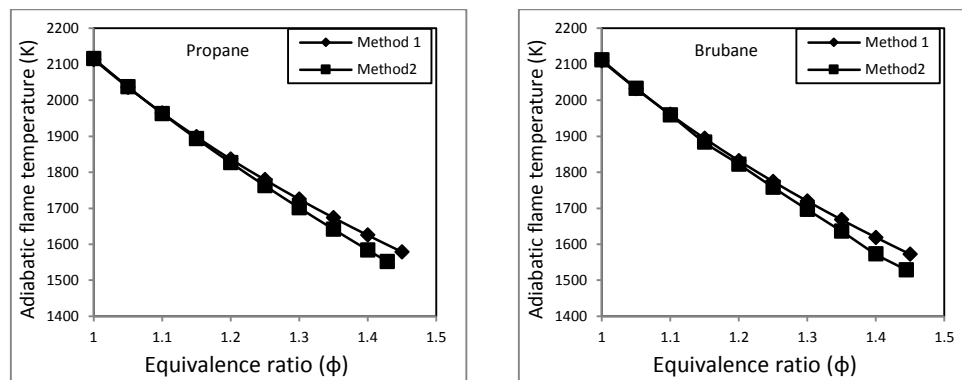 Adiabatic flame temperature (K)
2200
2100
2000
1900
1800
1700
1600
1500
1400
Propane
Method 1
Method2
1 1.1 1.2 1.3 1.4 1.5
Equivalence ratio (ϕ)
Adiabatic flame temperature (K)
2200
2100
2000
1900
1800
1700
1600
1500
1400
Brubane
Method 1
Method2
1 1.1 1.2 1.3 1.4 1.5
Equivalence ratio (ϕ)